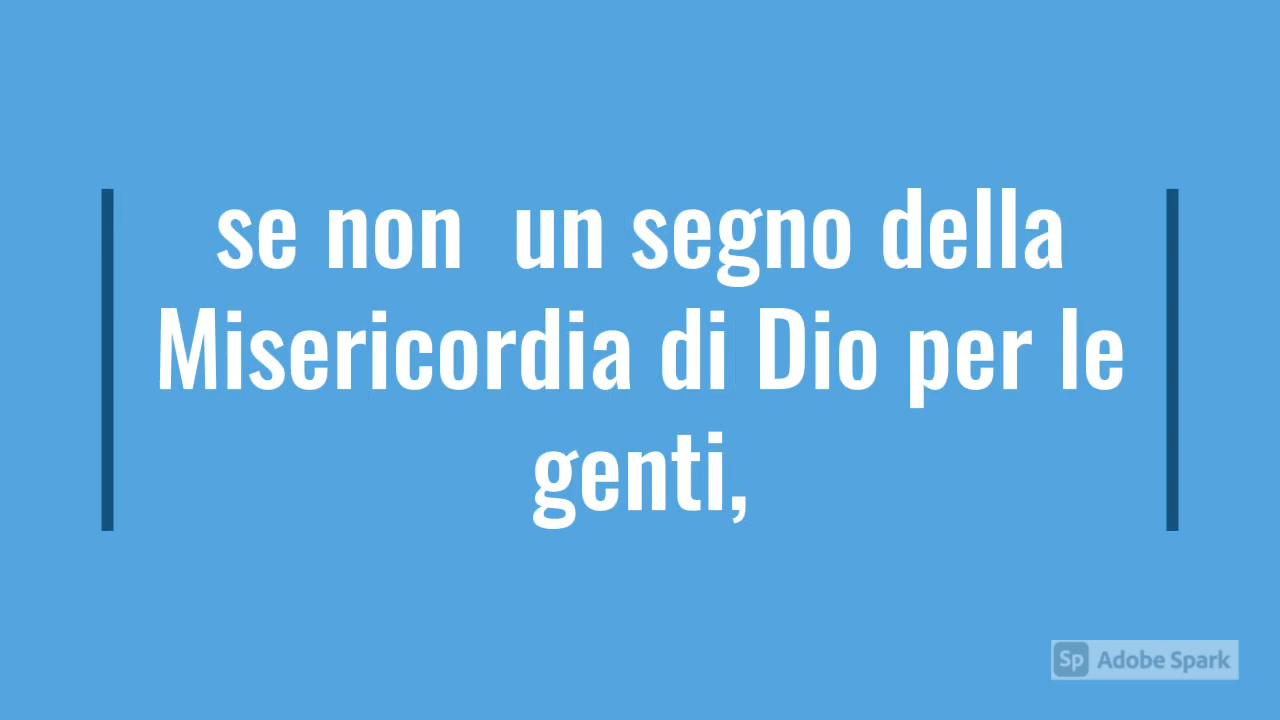 se non  un segno della
Misericordia di Dio per le
genti,
Sp Adobe Spark